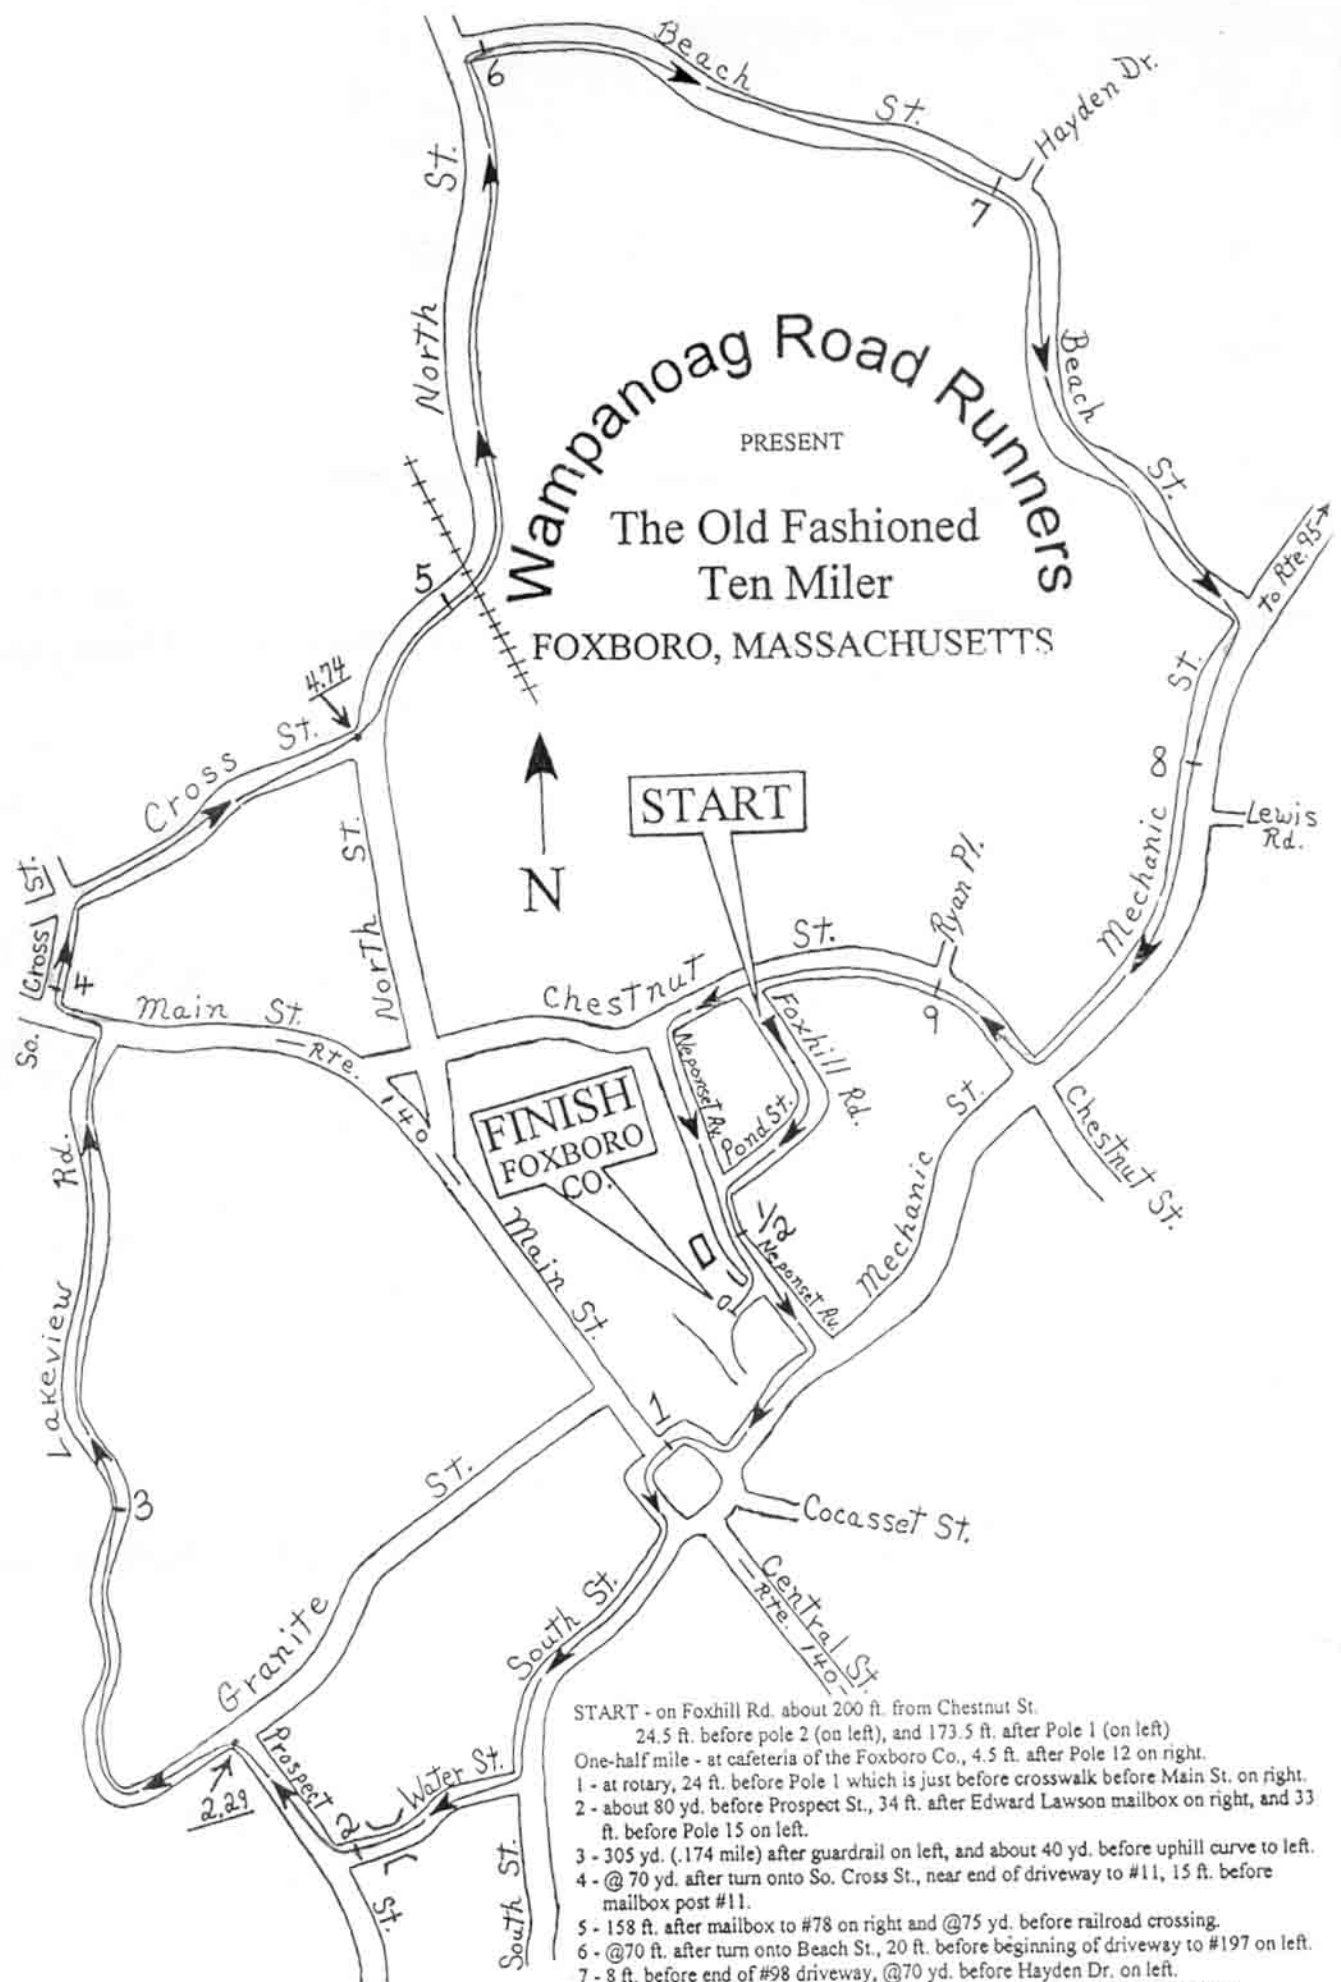 Beach
St.
Hayden Dr.
6
7
St.
North
Beach
St.
to Rte. 95
Wampanoag Road Runners
PRESENT
The Old Fashioned
Ten Miler
FOXBORO, MASSACHUSETTS
5
4.74
Cross St.
N
START
St.
8
Mechanic
Lewis
Rd.
Ryan Pl.
St.
North
St.
Cross
So.
4
Main St.
Rte. 140
Chestnut St.
9
Foxhill Rd.
Neponset Av.
Pond St.
FINISH
FOXBORO
CO.
1/2
Neponset Av.
Mechanic St.
Chestnut St.
Main St.
Lakeview Rd.
1
3
Granite St.
Cocasset St.
Central St.
Rte. 140
South St.
Prospect
St.
Water St.
2
2.29
South St.
START - on Foxhill Rd. about 200 ft. from Chestnut St.
24.5 ft. before pole 2 (on left), and 173.5 ft. after Pole 1 (on left)
One-half mile - at cafeteria of the Foxboro Co., 4.5 ft. after Pole 12 on right.
1 - at rotary, 24 ft. before Pole 1 which is just before crosswalk before Main St. on right.
2 - about 80 yd. before Prospect St., 34 ft. after Edward Lawson mailbox on right, and 33
ft. before Pole 15 on left.
3 - 305 yd. (.174 mile) after guardrail on left, and about 40 yd. before uphill curve to left.
4 - @ 70 yd. after turn onto So. Cross St., near end of driveway to #11, 15 ft. before
mailbox post #11.
5 - 158 ft. after mailbox to #78 on right and @75 yd. before railroad crossing.
6 - @70 ft. after turn onto Beach St., 20 ft. before beginning of driveway to #197 on left.
7 - 8 ft. before end of #98 driveway, @70 yd. before Hayden Dr. on left.